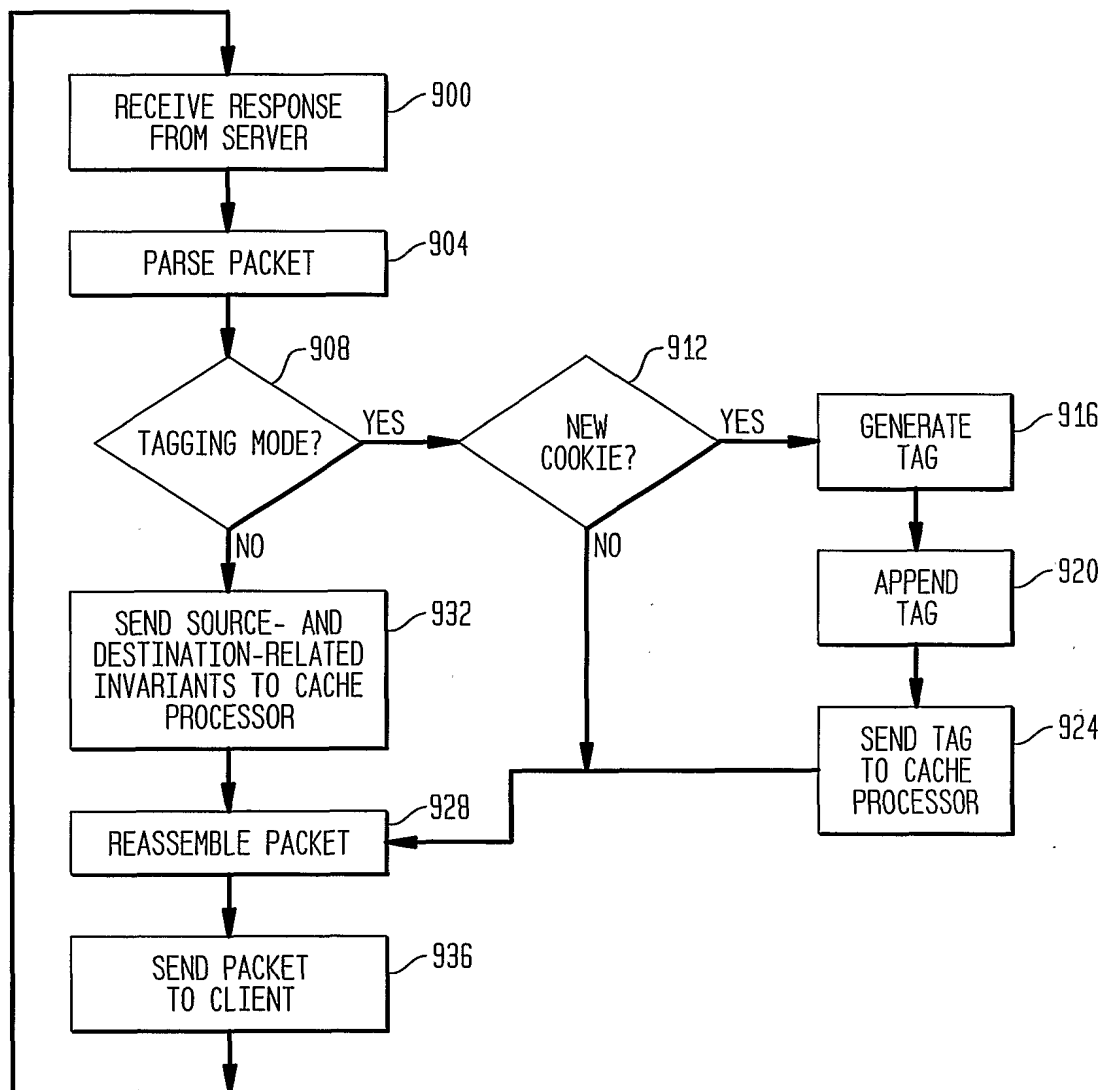 RECEIVE RESPONSE
FROM SERVER
900
PARSE PACKET
904
TAGGING MODE?
908
YES
NO
NEW
COOKIE?
912
YES
NO
GENERATE
TAG
916
APPEND
TAG
920
SEND TAG
TO CACHE
PROCESSOR
924
SEND SOURCE- AND
DESTINATION-RELATED
INVARIANTS TO CACHE
PROCESSOR
932
REASSEMBLE PACKET
928
SEND PACKET
TO CLIENT
936